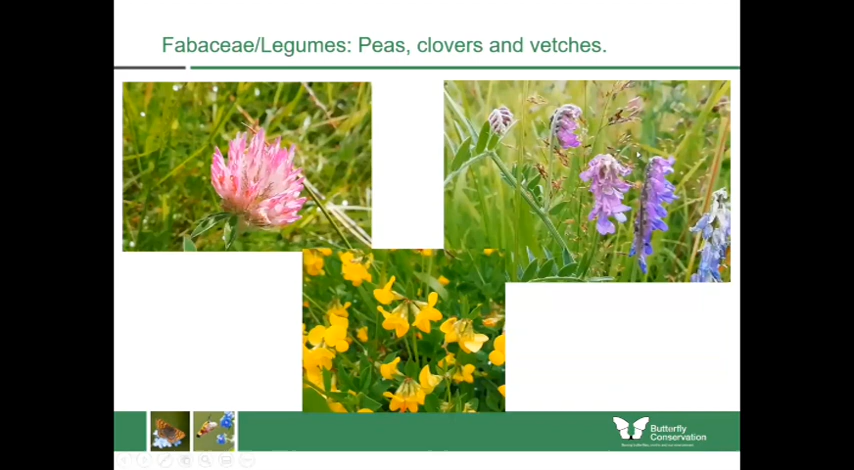 Fabaceae/Legumes: Peas, clovers and vetches.
Butterfly
Conservation